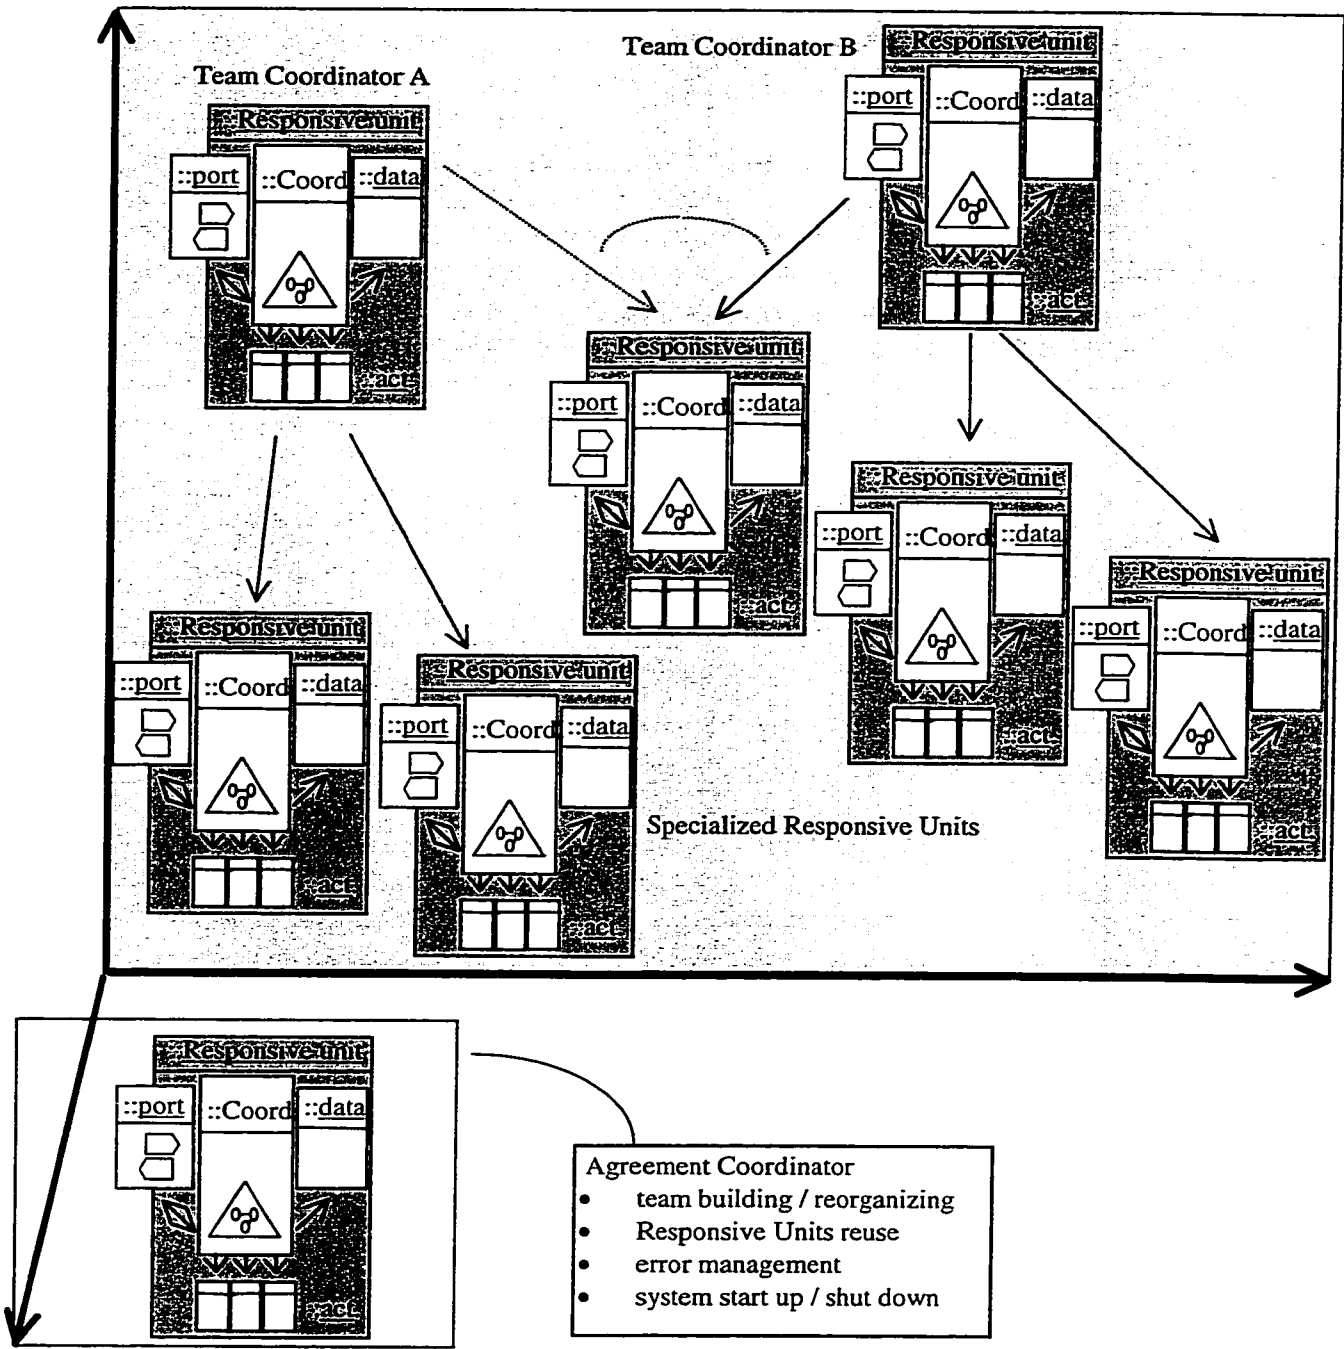 Team Coordinator B
Responsive unit
::port
::Coord
::data
::act
Team Coordinator A
Responsive unit
::port
::Coord
::data
::act
Responsive unit
::port
::Coord
::data
::act
Responsive unit
::port
::Coord
::data
::act
Responsive unit
::port
::Coord
::data
::act
Responsive unit
::port
::Coord
::data
::act
Responsive unit
::port
::Coord
::data
::act
Specialized Responsive Units
Responsive unit
::port
::Coord
::data
::act
Agreement Coordinator
• team building / reorganizing
• Responsive Units reuse
• error management
• system start up / shut down